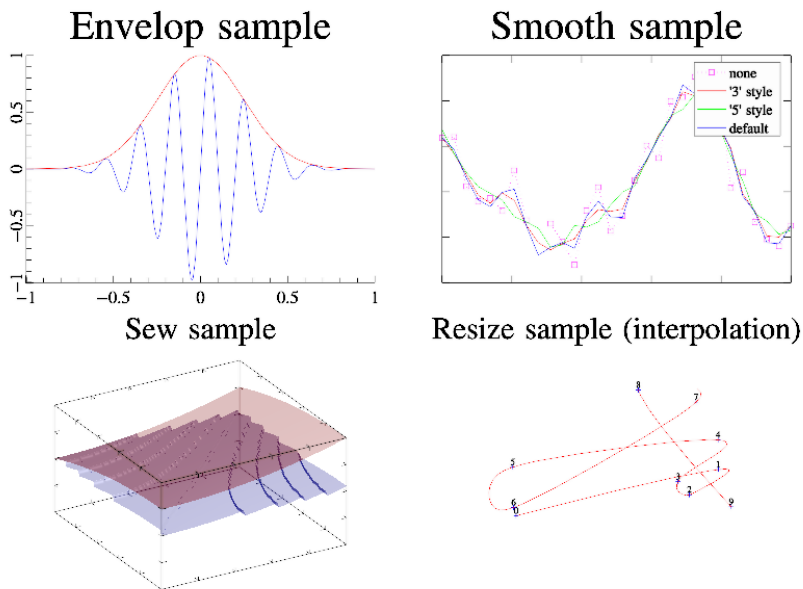 Envelop sample
Smooth sample
1
0.5
0
−0.5
−1
−1
−0.5
0
0.5
1
none
'3' style
'5' style
default
Sew sample
Resize sample (interpolation)
8
7
4
5
1
3
2
6
9
0